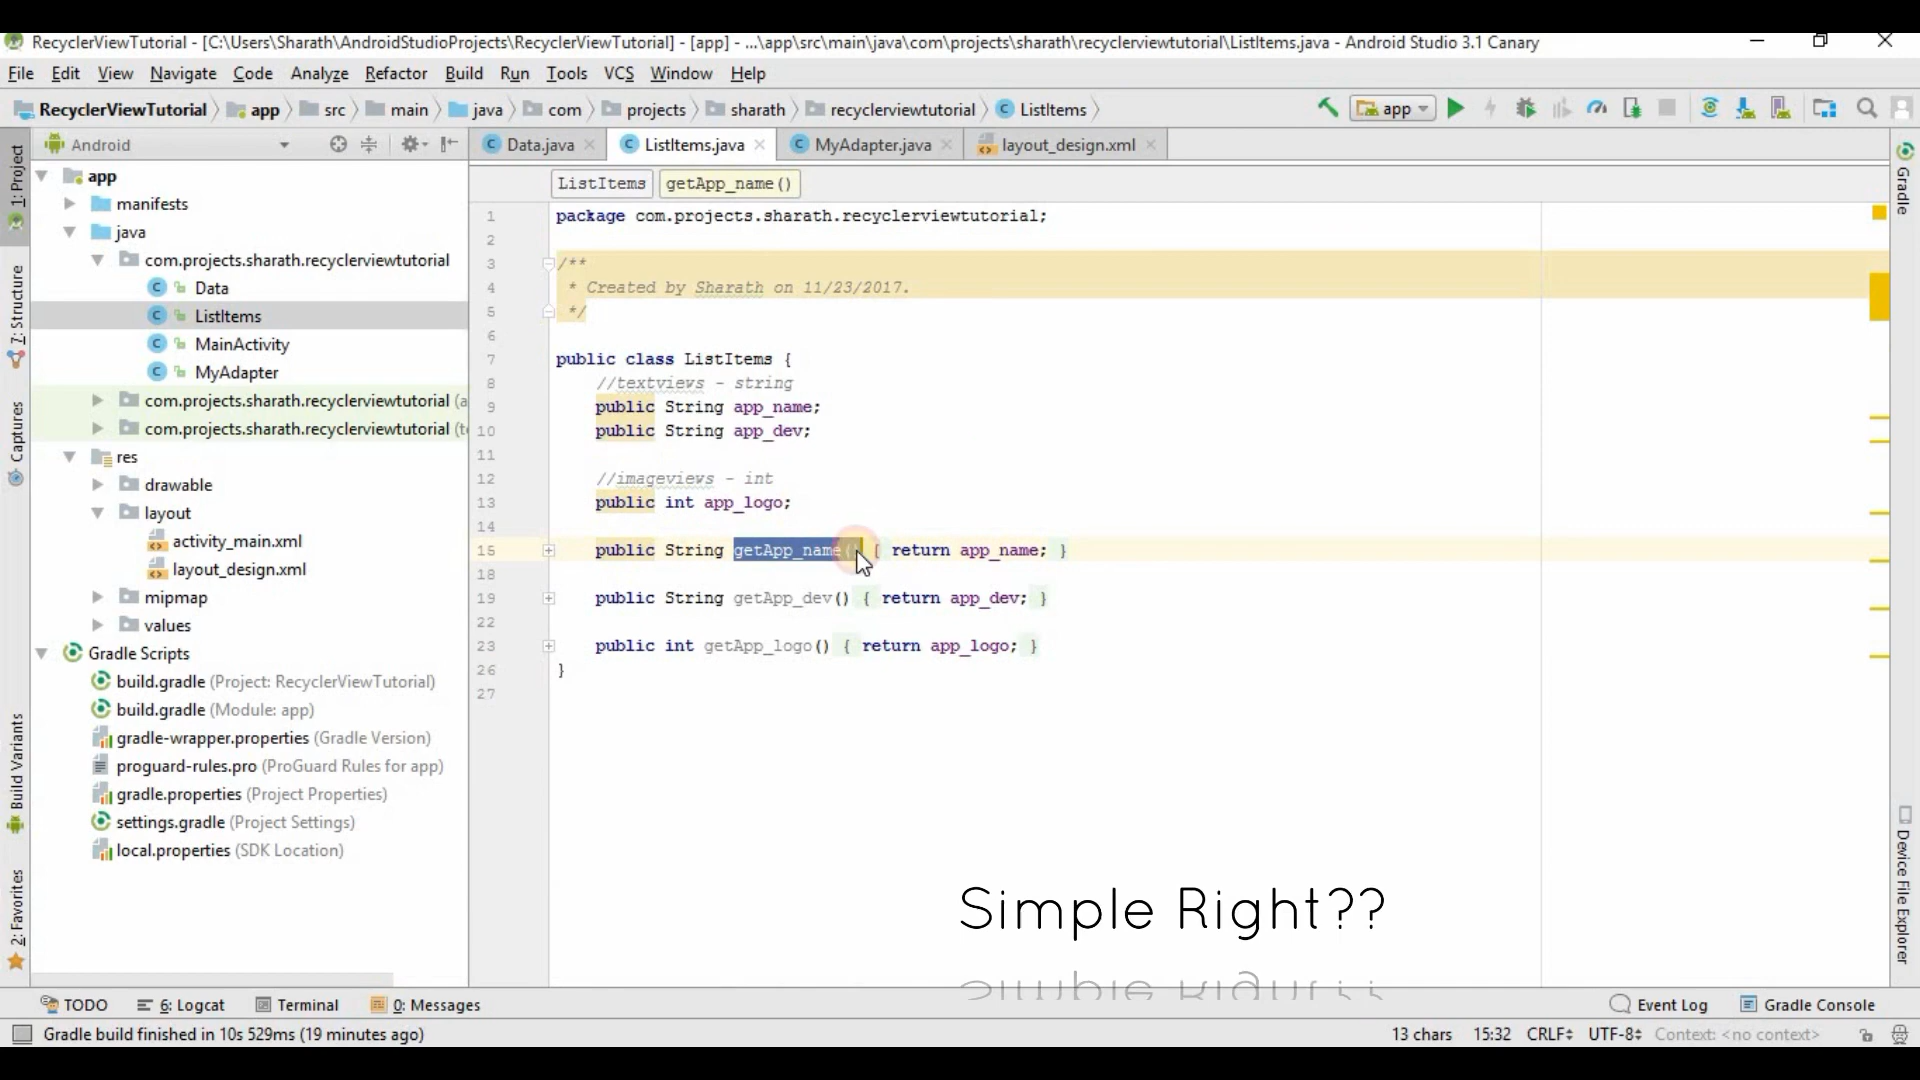 RecyclerViewTutorial - [C:\Users\Sharath\AndroidStudioProjects\RecyclerViewTutorial] - [app] - ...\app\src\main\java\com\projects\sharath\recyclerviewtutorial\ListItems.java - Android Studio 3.1 Canary
File Edit View Navigate Code Analyze Refactor Build Run Tools VCS Window Help
RecyclerViewTutorial app src main java com projects sharath recyclerviewtutorial ListItems
app
1: Project
7: Structure
Captures
Build Variants
2: Favorites
Android
app
manifests
java
com.projects.sharath.recyclerviewtutorial
Data
ListItems
MainActivity
MyAdapter
com.projects.sharath.recyclerviewtutorial (a
com.projects.sharath.recyclerviewtutorial (t
res
drawable
layout
activity_main.xml
layout_design.xml
mipmap
values
Gradle Scripts
build.gradle (Project: RecyclerViewTutorial)
build.gradle (Module: app)
gradle-wrapper.properties (Gradle Version)
proguard-rules.pro (ProGuard Rules for app)
gradle.properties (Project Properties)
settings.gradle (Project Settings)
local.properties (SDK Location)
Data.java ListItems.java MyAdapter.java layout_design.xml
ListItems getApp_name()
1 package com.projects.sharath.recyclerviewtutorial;
2
3 /**
4 * Created by Sharath on 11/23/2017.
5 */
6
7 public class ListItems {
8 //textviews - string
9 public String app_name;
10 public String app_dev;
11
12 //imageviews - int
13 public int app_logo;
14
15 public String getApp_name() { return app_name; }
18
19 public String getApp_dev() { return app_dev; }
22
23 public int getApp_logo() { return app_logo; }
26 }
27
Simple Right??
Gradle
Device File Explorer
TODO 6: Logcat Terminal 0: Messages Event Log Gradle Console
Gradle build finished in 10s 529ms (19 minutes ago) 13 chars 15:32 CRLF UTF-8 Context: <no context>